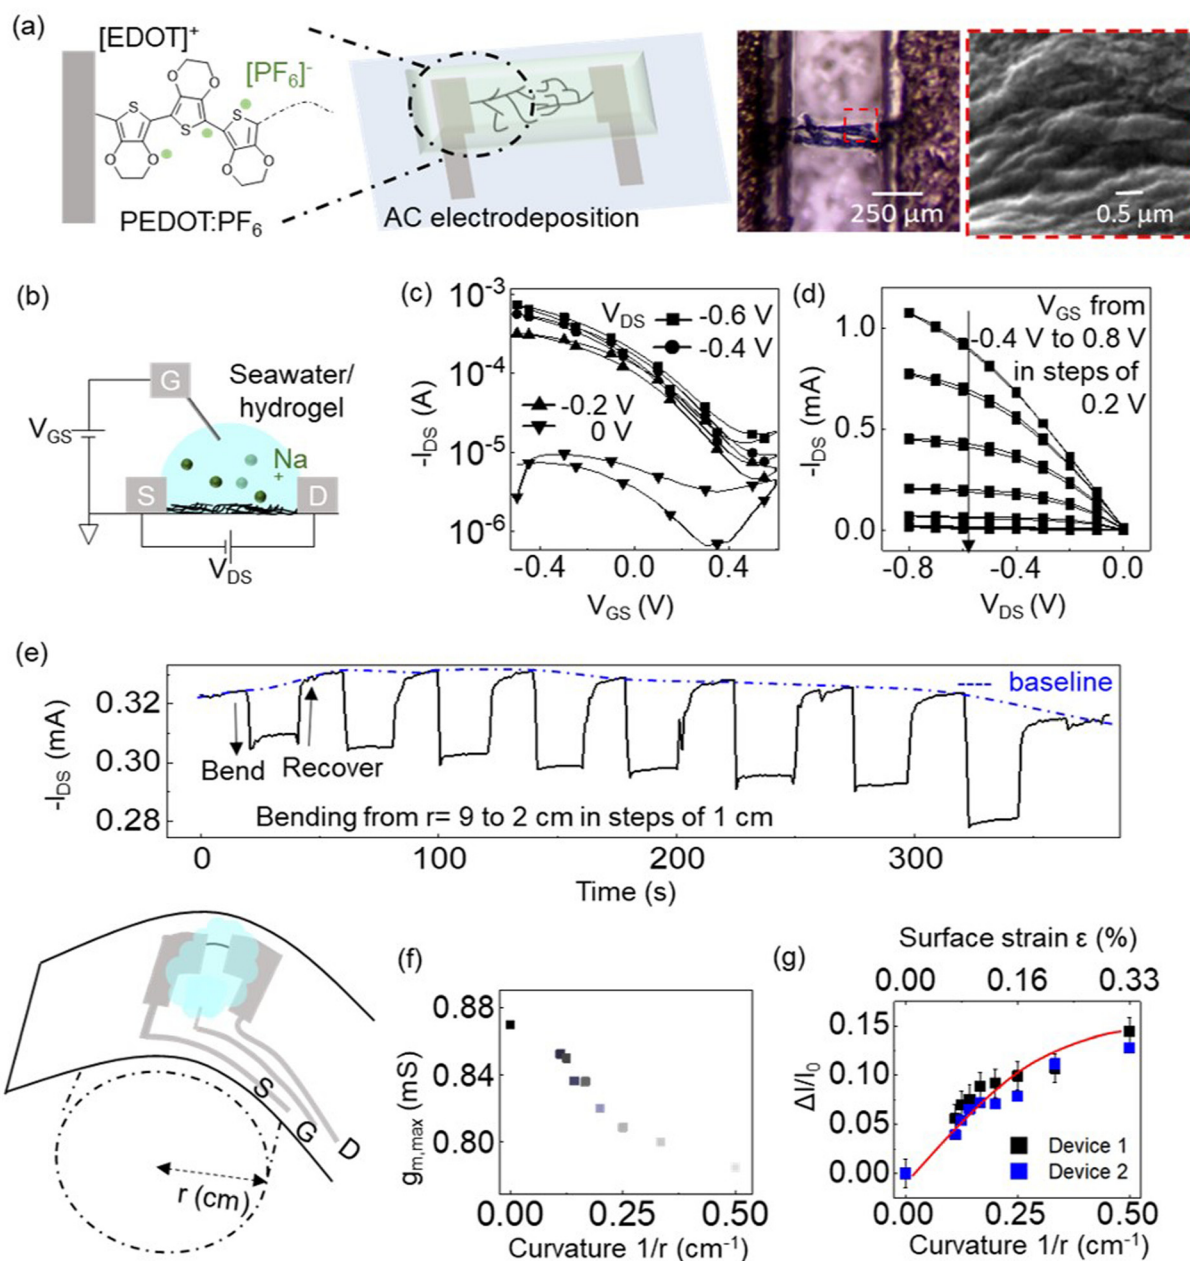 (a)
[EDOT]+
[PF6]-
S
O
O
O
O
S
S
O
O
PEDOT:PF6
AC electrodeposition
250 μm
0.5 μm
(b)
G
Seawater/
hydrogel
VGS
Na
+
S
D
VDS
(c)
10-3
10-4
10-5
10-6
-IDS (A)
VDS
-0.6 V
-0.4 V
-0.2 V
0 V
-0.4
0.0
0.4
VGS (V)
(d)
VGS from
-0.4 V to 0.8 V
in steps of
0.2 V
1.0
0.5
0.0
-IDS (mA)
-0.8
-0.4
0.0
VDS (V)
(e)
0.32
0.30
0.28
-IDS (mA)
baseline
Bend
Recover
Bending from r= 9 to 2 cm in steps of 1 cm
0
100
200
300
Time (s)
S
G
D
r (cm)
(f)
0.88
0.84
0.80
gm,max (mS)
0.00
0.25
0.50
Curvature 1/r (cm-1)
(g)
Surface strain ε (%)
0.00
0.16
0.33
0.15
0.10
0.05
0.00
ΔI/I0
Device 1
Device 2
0.00
0.25
0.50
Curvature 1/r (cm-1)